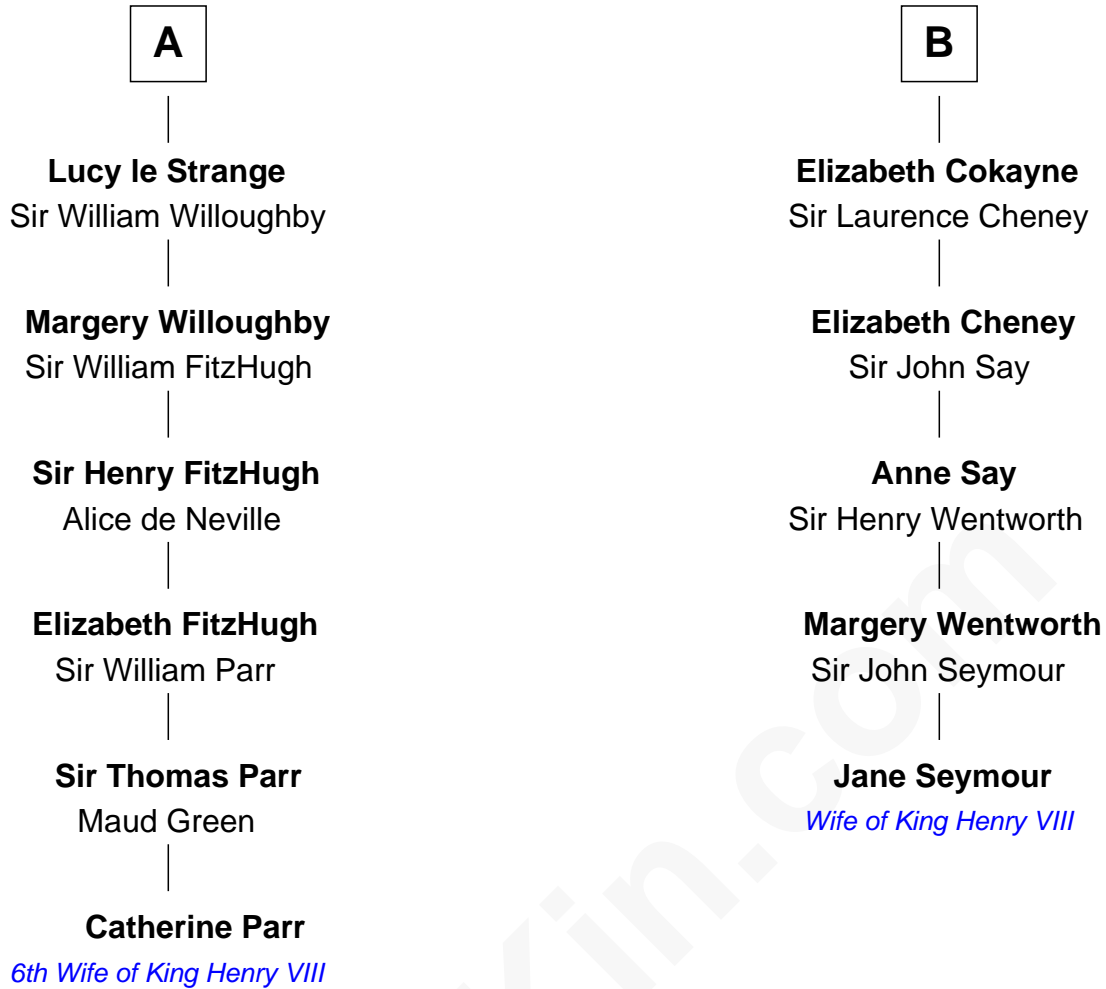 A
Lucy le Strange
Sir William Willoughby
Margery Willoughby
Sir William FitzHugh
Sir Henry FitzHugh
Alice de Neville
Elizabeth FitzHugh
Sir William Parr
Sir Thomas Parr
Maud Green
Catherine Parr
6th Wife of King Henry VIII
B
Elizabeth Cokayne
Sir Laurence Cheney
Elizabeth Cheney
Sir John Say
Anne Say
Sir Henry Wentworth
Margery Wentworth
Sir John Seymour
Jane Seymour
Wife of King Henry VIII